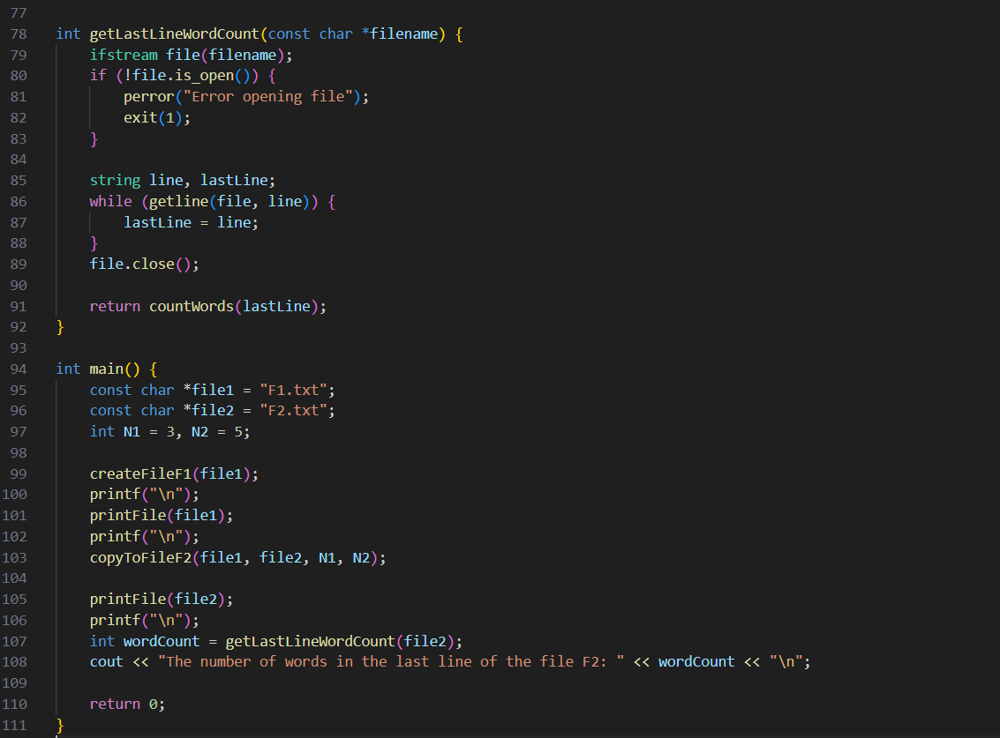 77
78 int getLastLineWordCount(const char *filename) {
79     ifstream file(filename);
80     if (!file.is_open()) {
81         perror("Error opening file");
82         exit(1);
83     }
84
85     string line, lastLine;
86     while (getline(file, line)) {
87         lastLine = line;
88     }
89     file.close();
90
91     return countWords(lastLine);
92 }
93
94 int main() {
95     const char *file1 = "F1.txt";
96     const char *file2 = "F2.txt";
97     int N1 = 3, N2 = 5;
98
99     createFileF1(file1);
100     printf("\n");
101     printFile(file1);
102     printf("\n");
103     copyToFileF2(file1, file2, N1, N2);
104
105     printFile(file2);
106     printf("\n");
107     int wordCount = getLastLineWordCount(file2);
108     cout << "The number of words in the last line of the file F2: " << wordCount << "\n";
109
110     return 0;
111 }